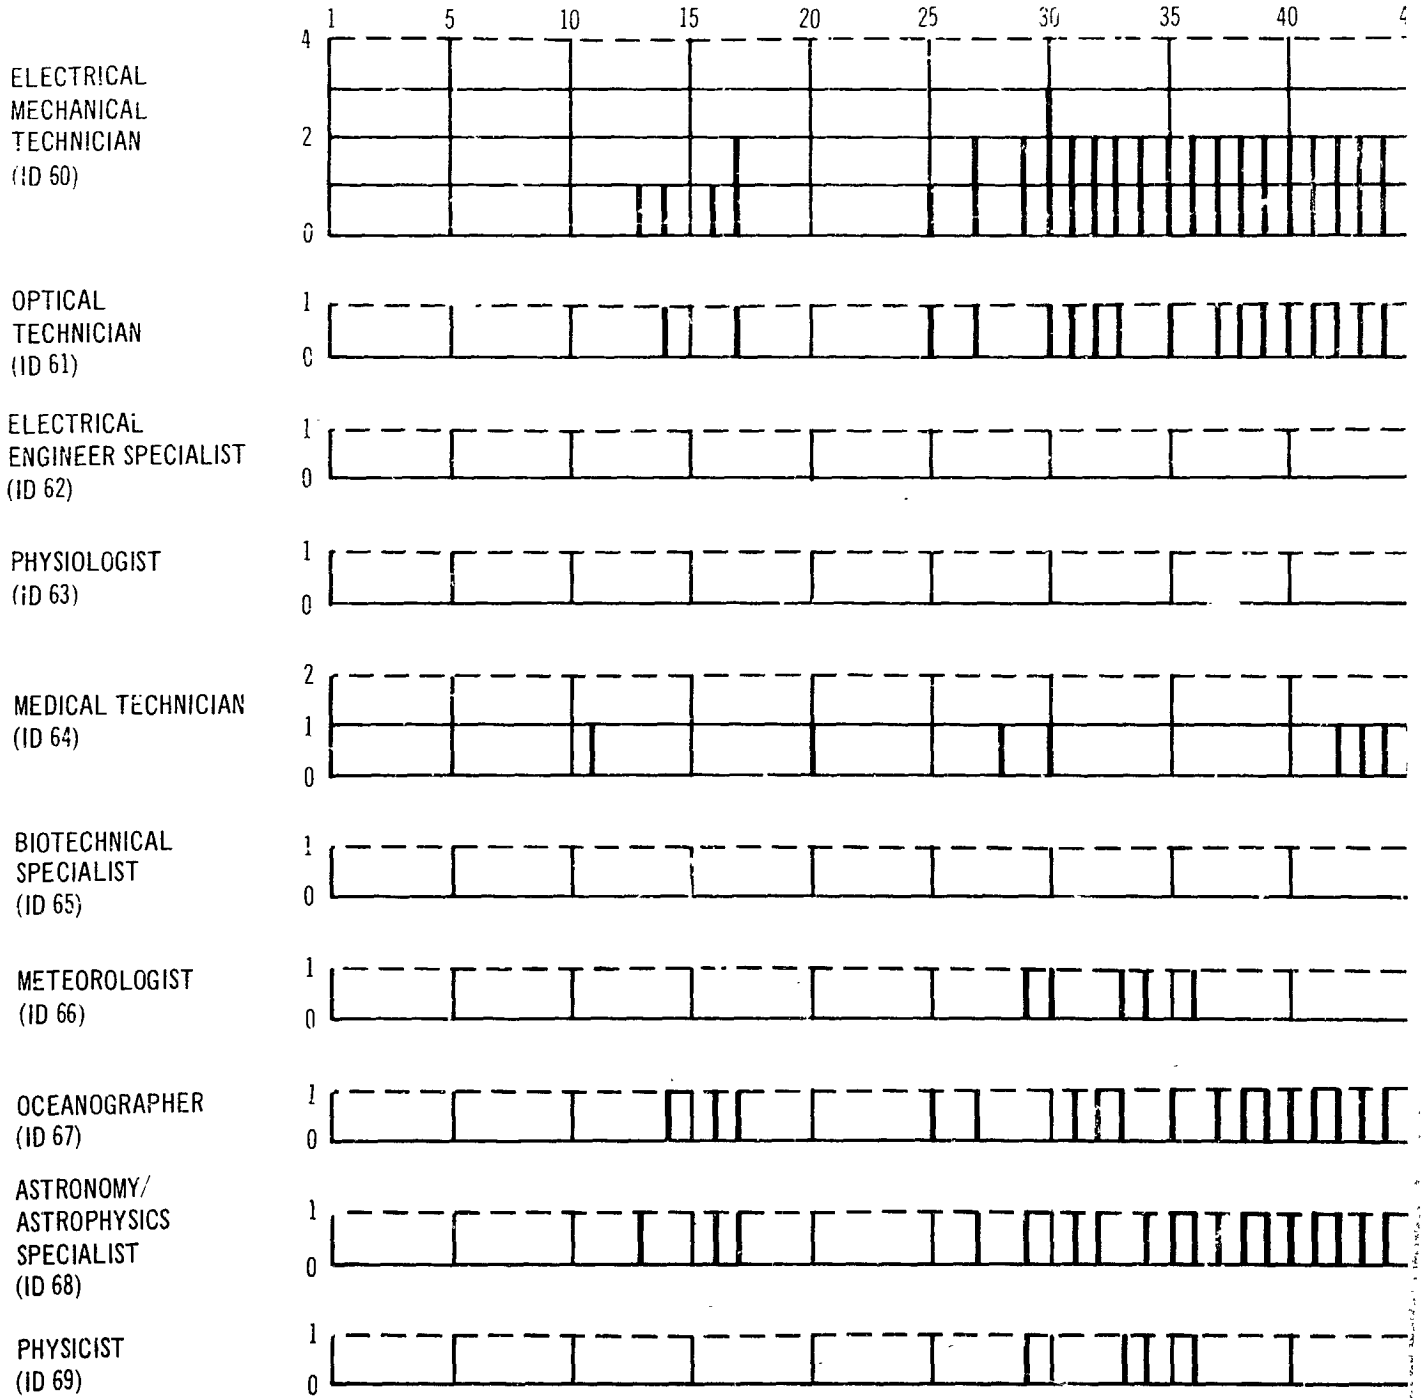 1 5 10 15 20 25 30 35 40 4
ELECTRICAL
MECHANICAL
TECHNICIAN
(ID 60)
4
2
0
OPTICAL
TECHNICIAN
(ID 61)
1
0
ELECTRICAL
ENGINEER SPECIALIST
(ID 62)
1
0
PHYSIOLOGIST
(ID 63)
1
0
MEDICAL TECHNICIAN
(ID 64)
2
1
0
BIOTECHNICAL
SPECIALIST
(ID 65)
1
0
METEOROLOGIST
(ID 66)
1
0
OCEANOGRAPHER
(ID 67)
1
0
ASTRONOMY/
ASTROPHYSICS
SPECIALIST
(ID 68)
1
0
PHYSICIST
(ID 69)
1
0